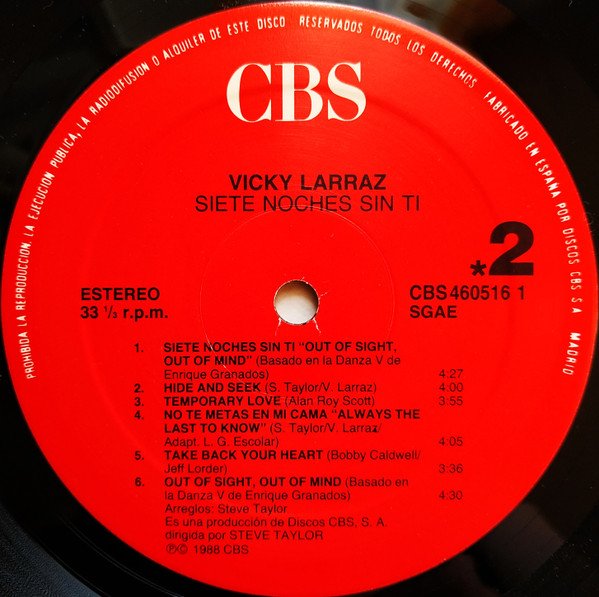 PROHIBIDA LA REPRODUCCION, LA EJECUCION PUBLICA, LA RADIODIFUSION O ALQUILER DE ESTE DISCO RESERVADOS TODOS LOS DERECHOS FABRICADO EN ESPAÑA POR DISCOS CBS S.A. MADRID
CBS
VICKY LARRAZ
SIETE NOCHES SIN TI
*2
ESTEREO
33 ⅓ r.p.m.
CBS 460516 1
SGAE
1. SIETE NOCHES SIN TI "OUT OF SIGHT,
OUT OF MIND" (Basado en la Danza V de
Enrique Granados) 4:27
2. HIDE AND SEEK (S. Taylor/V. Larraz) 4:00
3. TEMPORARY LOVE (Alan Roy Scott) 3:55
4. NO TE METAS EN MI CAMA "ALWAYS THE
LAST TO KNOW" (S. Taylor/V. Larraz/
Adapt. L. G. Escolar) 4:05
5. TAKE BACK YOUR HEART (Bobby Caldwell/
Jeff Lorder) 3:36
6. OUT OF SIGHT, OUT OF MIND (Basado en
la Danza V de Enrique Granados) 4:30
Arreglos: Steve Taylor
Es una producción de Discos CBS, S. A.
dirigida por STEVE TAYLOR
℗© 1988 CBS